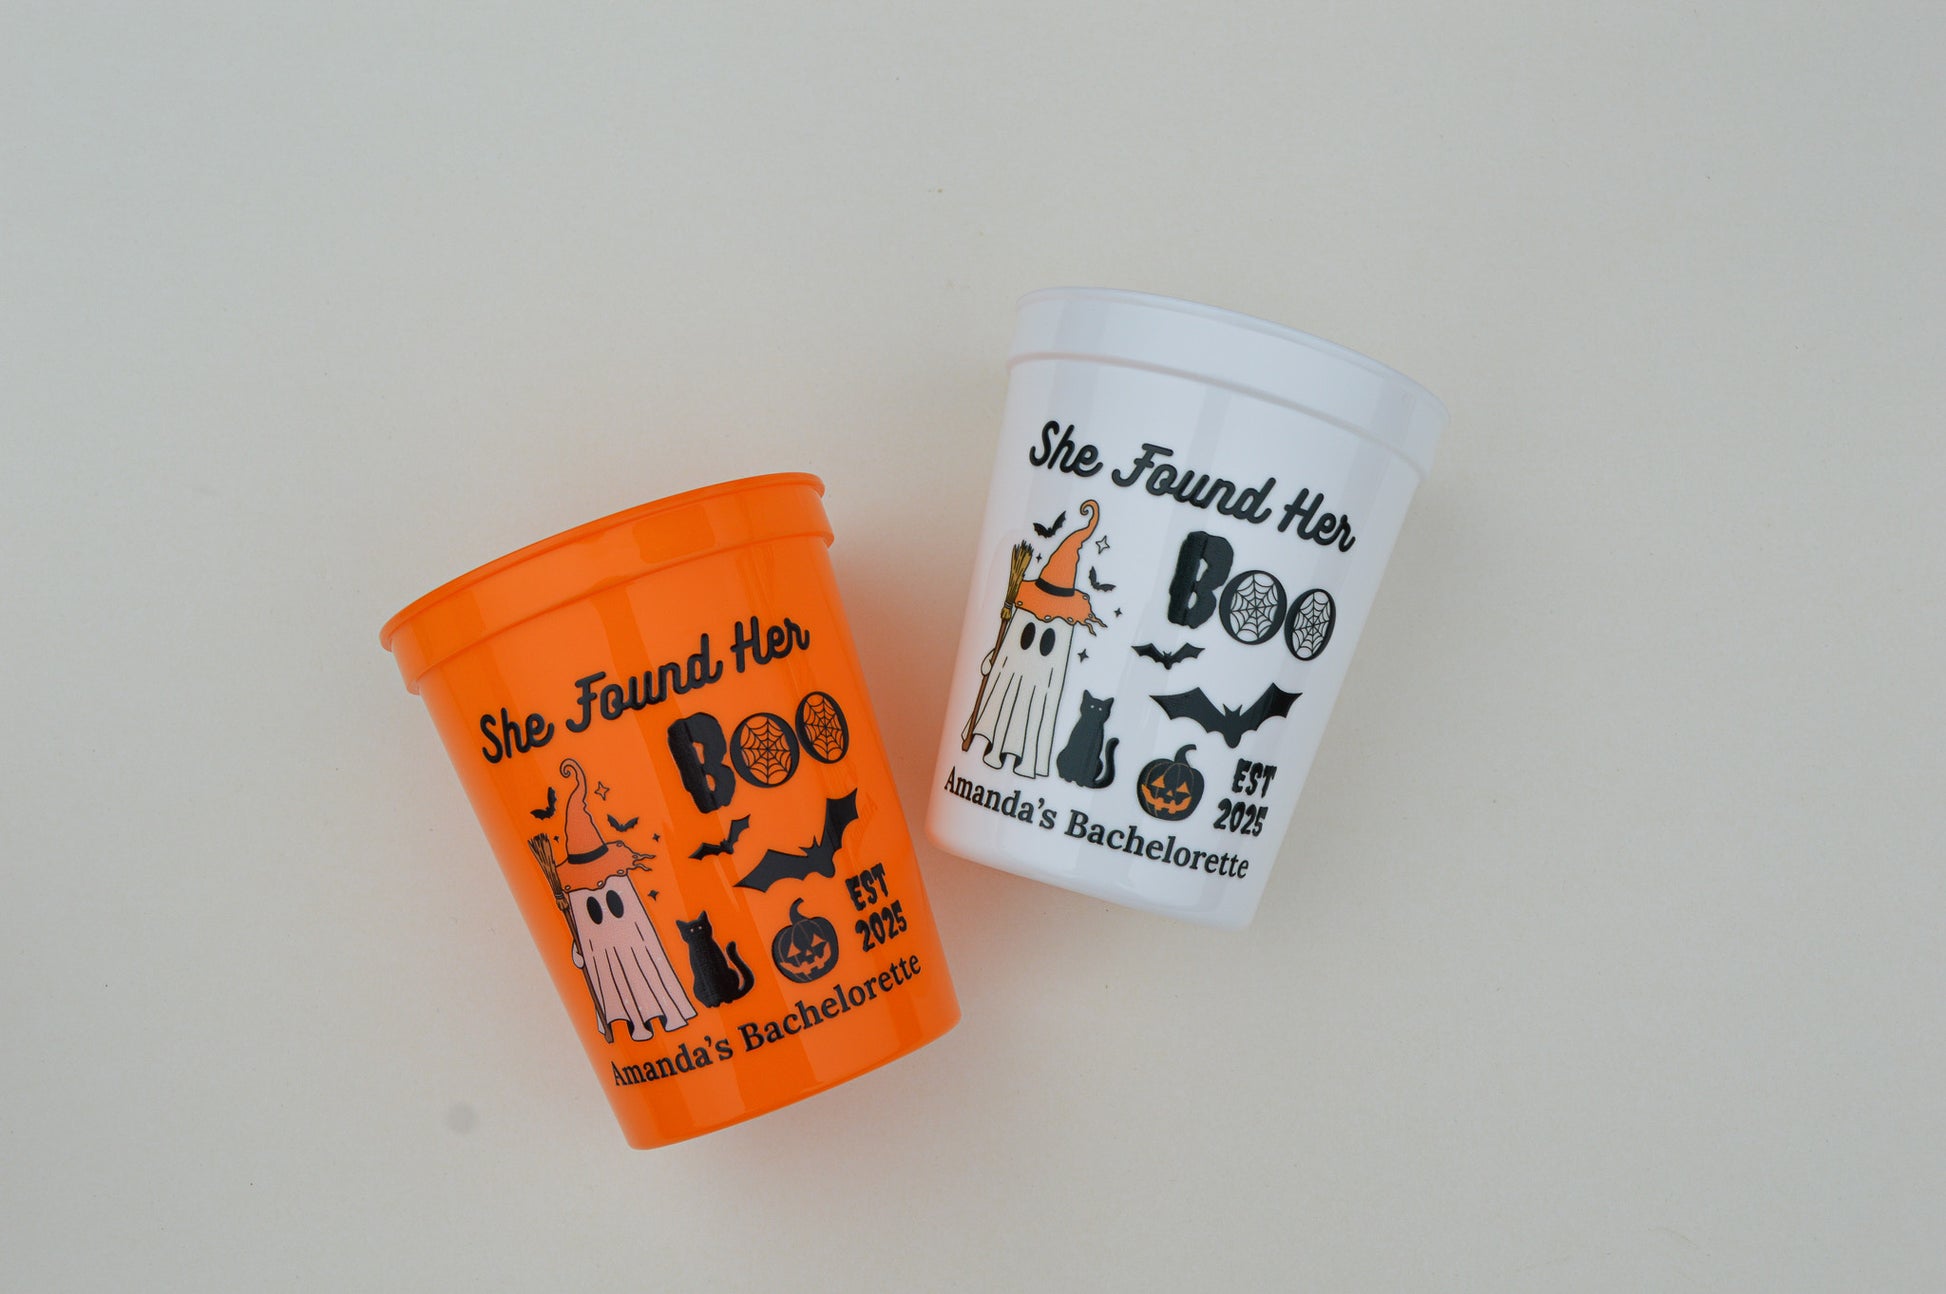 She Found Her
BOO
EST
2025
Amanda's Bachelorette
She Found Her
BOO
EST
2025
Amanda's Bachelorette